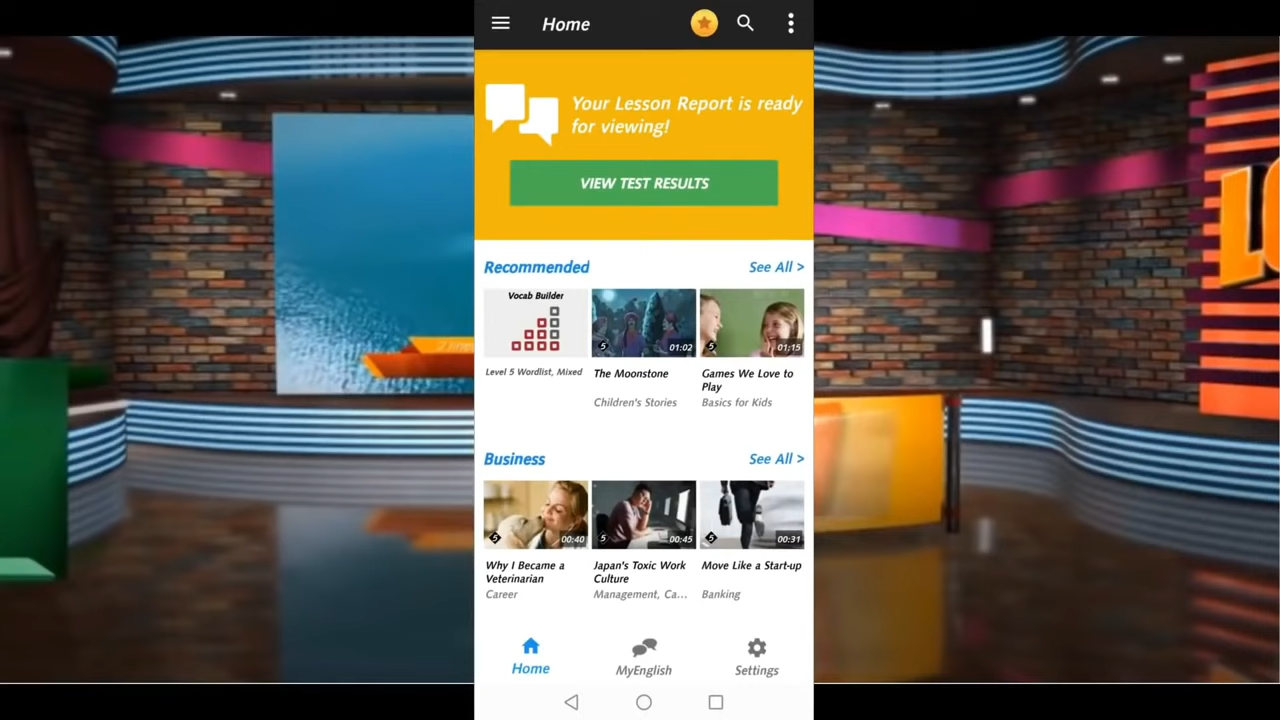 Home
Your Lesson Report is ready
for viewing!
VIEW TEST RESULTS
Recommended
See All >
Vocab Builder
5
01:02
5
01:15
Level 5 Wordlist, Mixed
The Moonstone
Games We Love to
Play
Children's Stories
Basics for Kids
Business
See All >
5
00:40
5
00:45
5
00:31
Why I Became a
Veterinarian
Japan's Toxic Work
Culture
Move Like a Start-up
Career
Management, Ca...
Banking
Home
MyEnglish
Settings